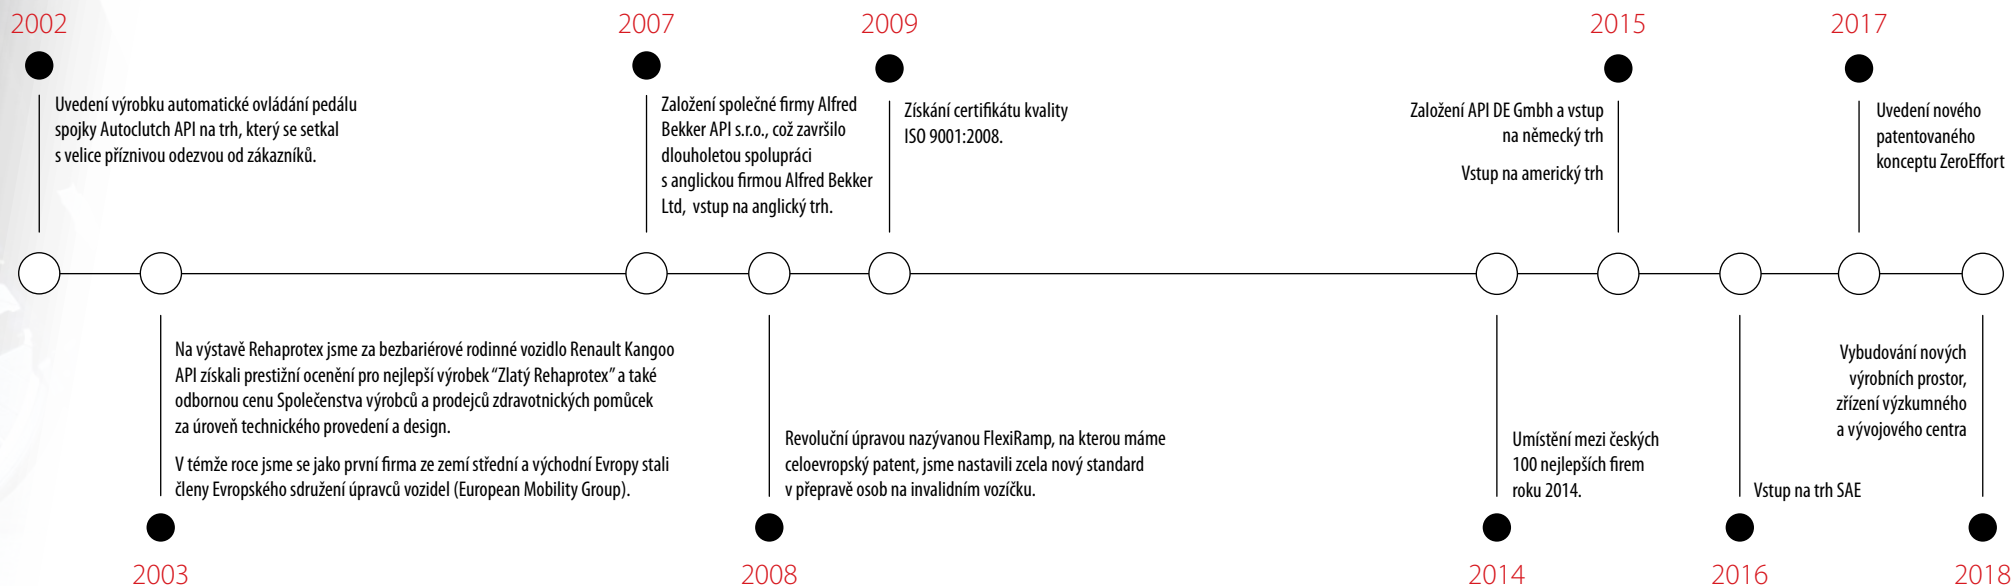 2002
Uvedení výrobku automatické ovládání pedálu
spojky Autoclutch API na trh, který se setkal
s velice příznivou odezvou od zákazníků.
2007
Založení společné firmy Alfred
Bekker API s.r.o., což završilo
dlouholetou spolupráci
s anglickou firmou Alfred Bekker
Ltd, vstup na anglický trh.
2009
Získání certifikátu kvality
ISO 9001:2008.
2015
Založení API DE Gmbh a vstup
na německý trh
Vstup na americký trh
2017
Uvedení nového
patentovaného
konceptu ZeroEffort
Na výstavě Rehaprotex jsme za bezbariérové rodinné vozidlo Renault Kangoo
API získali prestižní ocenění pro nejlepší výrobek “Zlatý Rehaprotex” a také
odbornou cenu Společenstva výrobců a prodejců zdravotnických pomůcek
za úroveň technického provedení a design.
V témže roce jsme se jako první firma ze zemí střední a východní Evropy stali
členy Evropského sdružení úpravců vozidel (European Mobility Group).
2003
Revoluční úpravou nazývanou FlexiRamp, na kterou máme
celoevropský patent, jsme nastavili zcela nový standard
v přepravě osob na invalidním vozíčku.
2008
Umístění mezi českých
100 nejlepších firem
roku 2014.
2014
Vstup na trh SAE
2016
Vybudování nových
výrobních prostor,
zřízení výzkumného
a vývojového centra
2018